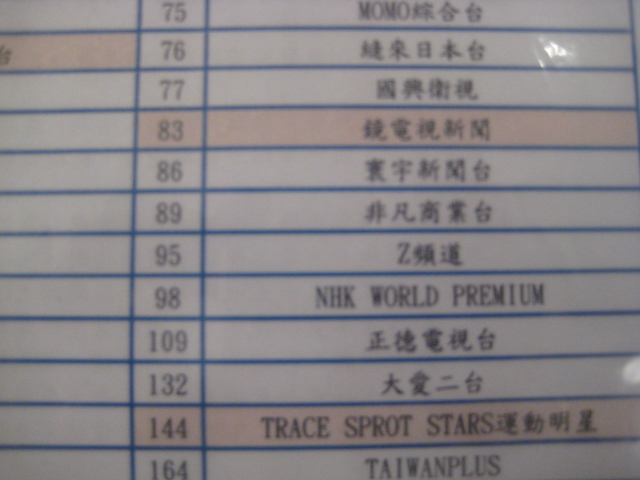 75 MOMO綜合台
台 76 緯來日本台
77 國興衛視
83 鏡電視新聞
86 寰宇新聞台
89 非凡商業台
95 Z頻道
98 NHK WORLD PREMIUM
109 正德電視台
132 大愛二台
144 TRACE SPROT STARS運動明星
164 TAIWANPLUS